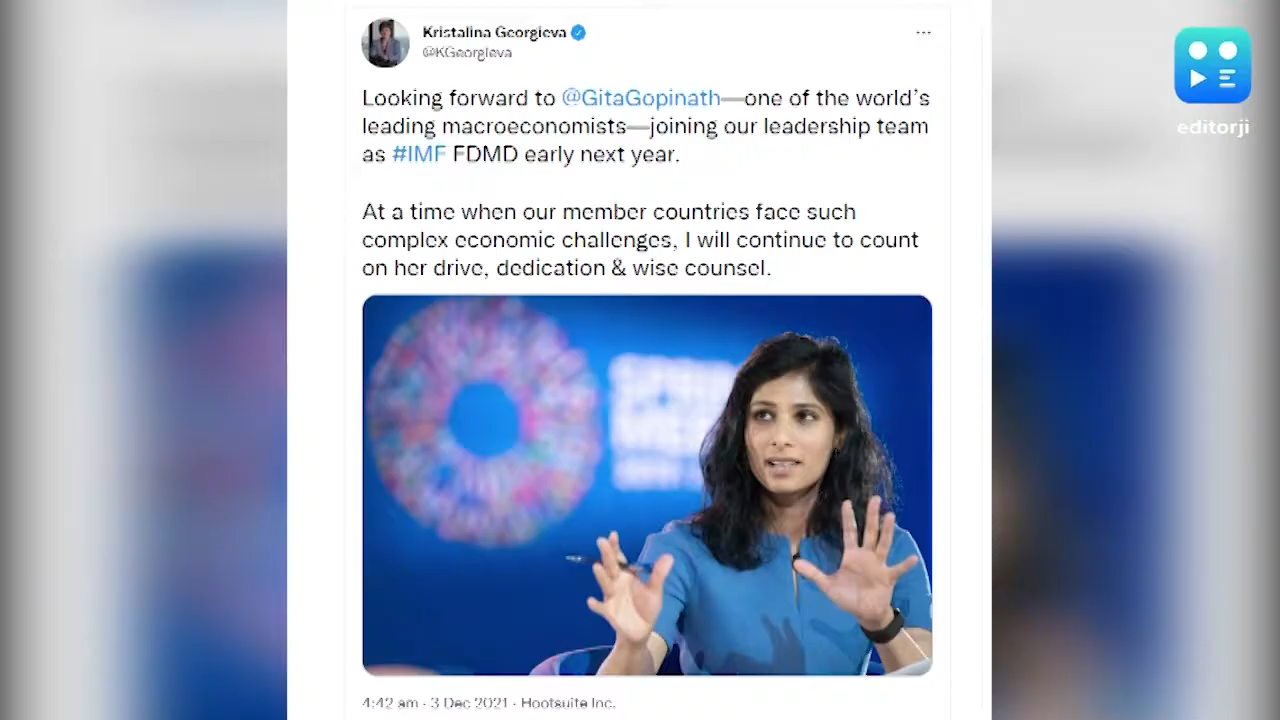 Kristalina Georgieva
@KGeorgieva
editorji
Looking forward to @GitaGopinath—one of the world's
leading macroeconomists—joining our leadership team
as #IMF FDMD early next year.
At a time when our member countries face such
complex economic challenges, I will continue to count
on her drive, dedication & wise counsel.
4:42 am · 3 Dec 2021 · Hootsuite Inc.